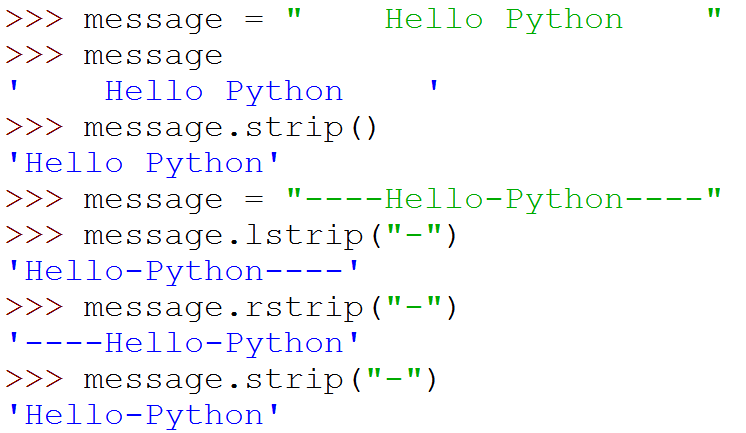 >>> message = "    Hello Python    "
>>> message
'    Hello Python    '
>>> message.strip()
'Hello Python'
>>> message = "----Hello-Python----"
>>> message.lstrip("-")
'Hello-Python----'
>>> message.rstrip("-")
'----Hello-Python'
>>> message.strip("-")
'Hello-Python'